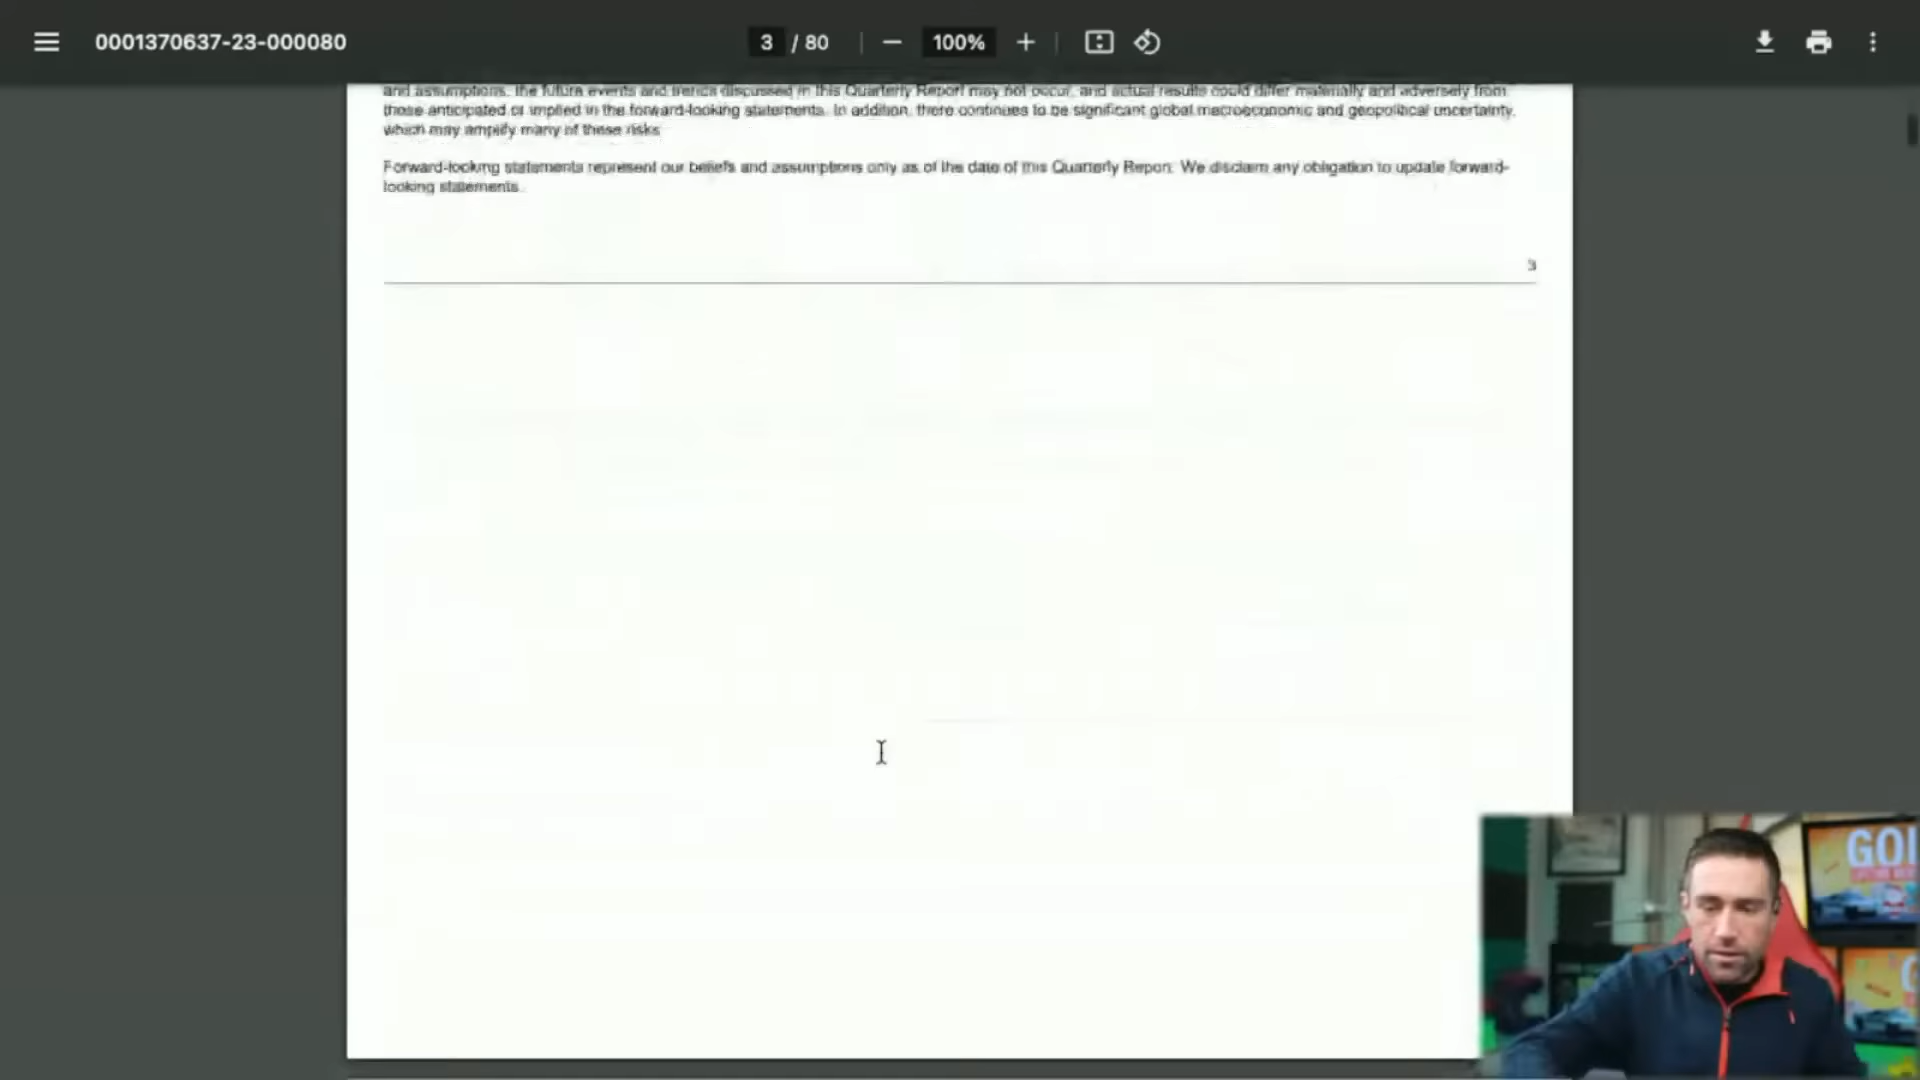 0001370637-23-000080
3 / 80
100%
and assumptions, the future events and trends discussed in this Quarterly Report may not occur, and actual results could differ materially and adversely from
those anticipated or implied in the forward-looking statements. In addition, there continues to be significant global macroeconomic and geopolitical uncertainty,
which may amplify many of these risks.
Forward-looking statements represent our beliefs and assumptions only as of the date of this Quarterly Report. We disclaim any obligation to update forward-
looking statements.
3
GOI